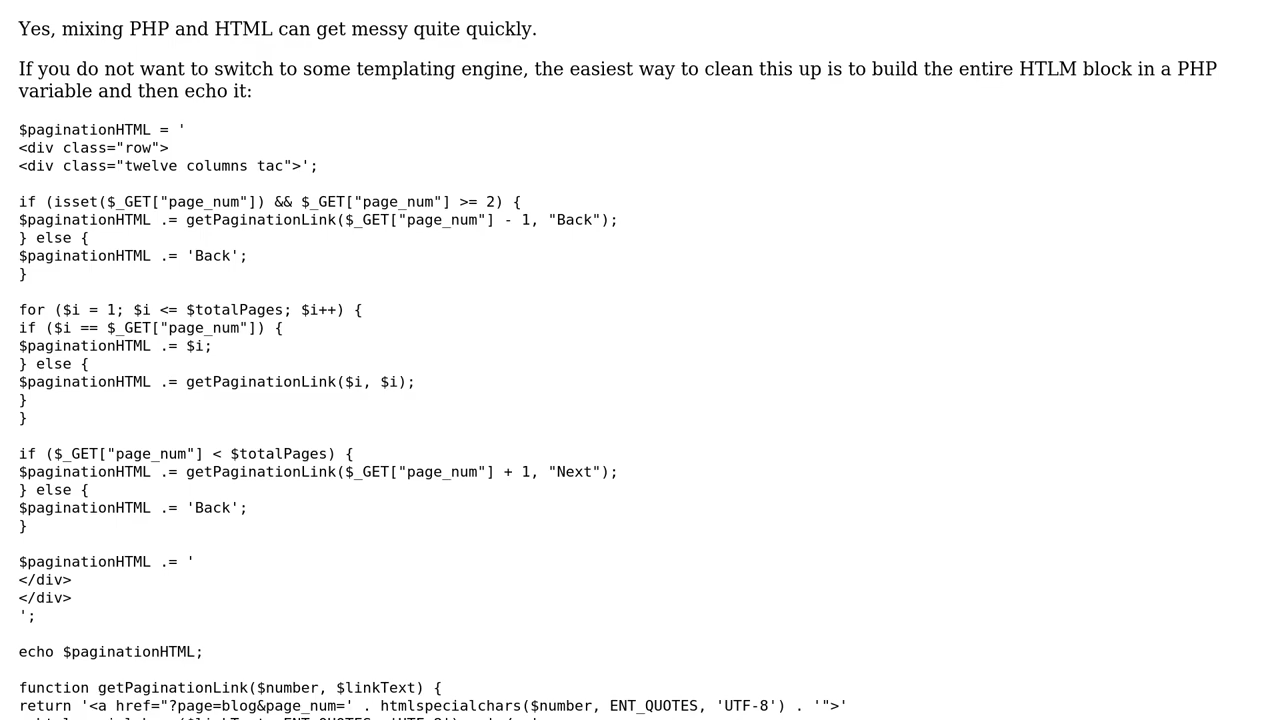 Yes, mixing PHP and HTML can get messy quite quickly.
If you do not want to switch to some templating engine, the easiest way to clean this up is to build the entire HTLM block in a PHP
variable and then echo it:
$paginationHTML = '
<div class="row">
<div class="twelve columns tac">';
if (isset($_GET["page_num"]) && $_GET["page_num"] >= 2) {
$paginationHTML .= getPaginationLink($_GET["page_num"] - 1, "Back");
} else {
$paginationHTML .= 'Back';
}
for ($i = 1; $i <= $totalPages; $i++) {
if ($i == $_GET["page_num"]) {
$paginationHTML .= $i;
} else {
$paginationHTML .= getPaginationLink($i, $i);
}
}
if ($_GET["page_num"] < $totalPages) {
$paginationHTML .= getPaginationLink($_GET["page_num"] + 1, "Next");
} else {
$paginationHTML .= 'Back';
}
$paginationHTML .= '
</div>
</div>
';
echo $paginationHTML;
function getPaginationLink($number, $linkText) {
return '<a href="?page=blog&page_num=' . htmlspecialchars($number, ENT_QUOTES, 'UTF-8') . '">'